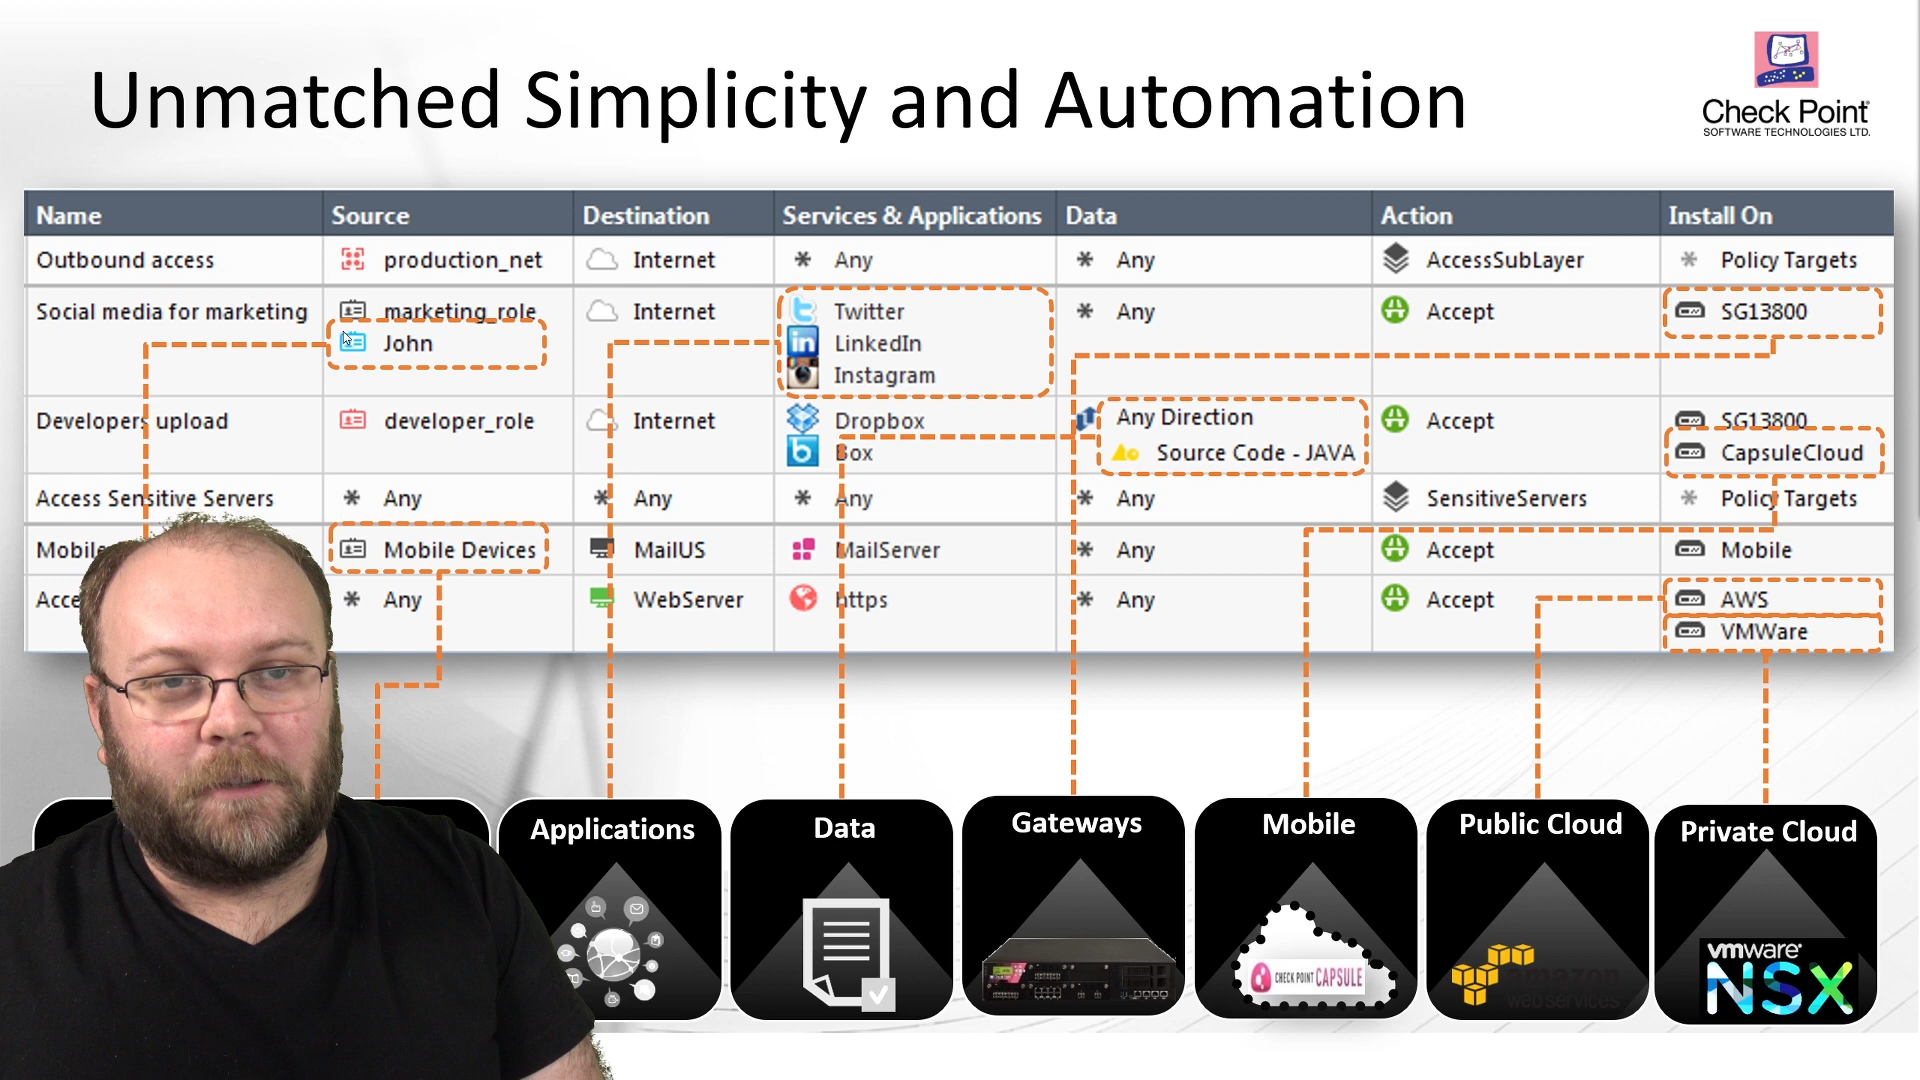 Unmatched Simplicity and Automation
Check Point
SOFTWARE TECHNOLOGIES LTD.
Name Source Destination Services & Applications Data Action Install On
Outbound access production_net Internet * Any * Any AccessSubLayer * Policy Targets
Social media for marketing marketing_role Internet Twitter * Any Accept SG13800
John LinkedIn
Instagram
Developers upload developer_role Internet Dropbox Any Direction Accept SG13800
Box Source Code - JAVA CapsuleCloud
Access Sensitive Servers * Any * Any * Any * Any SensitiveServers * Policy Targets
Mobile Mobile Devices MailUS MailServer * Any Accept Mobile
Acce * Any WebServer https * Any Accept AWS
VMWare
Applications Data Gateways Mobile Public Cloud Private Cloud
CHECK POINT CAPSULE
amazon
webservices
vmware
NSX